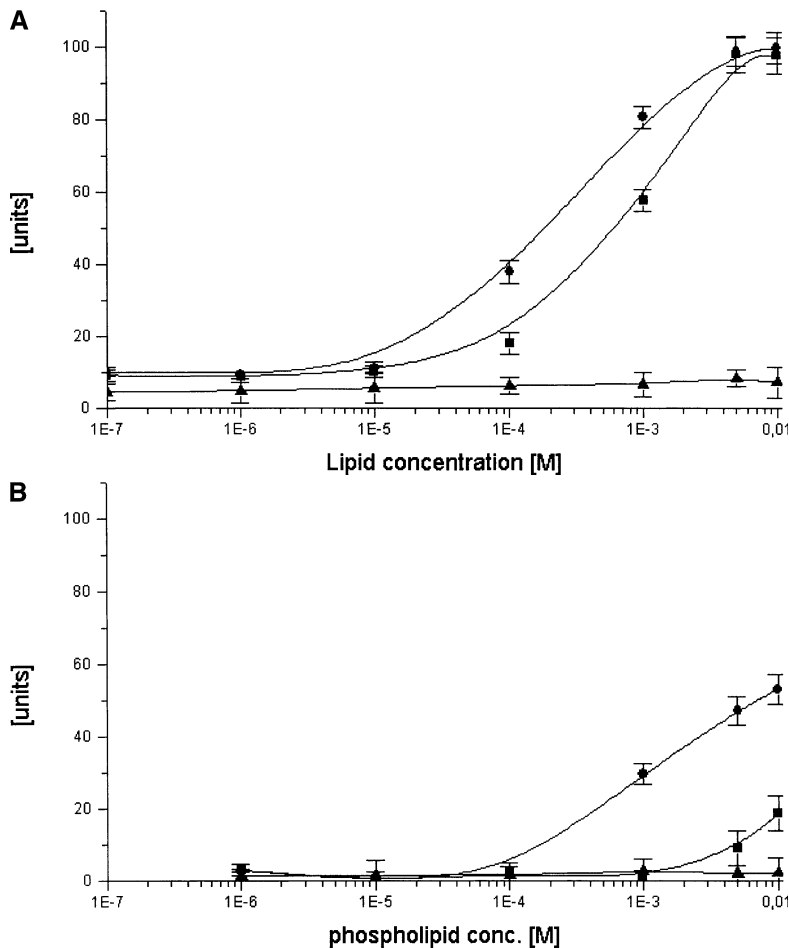 A
100
80
60
40
20
0
[units]
1E-7 1E-6 1E-5 1E-4 1E-3 0,01
Lipid concentration [M]
B
100
80
60
40
20
0
[units]
1E-7 1E-6 1E-5 1E-4 1E-3 0,01
phospholipid conc. [M]